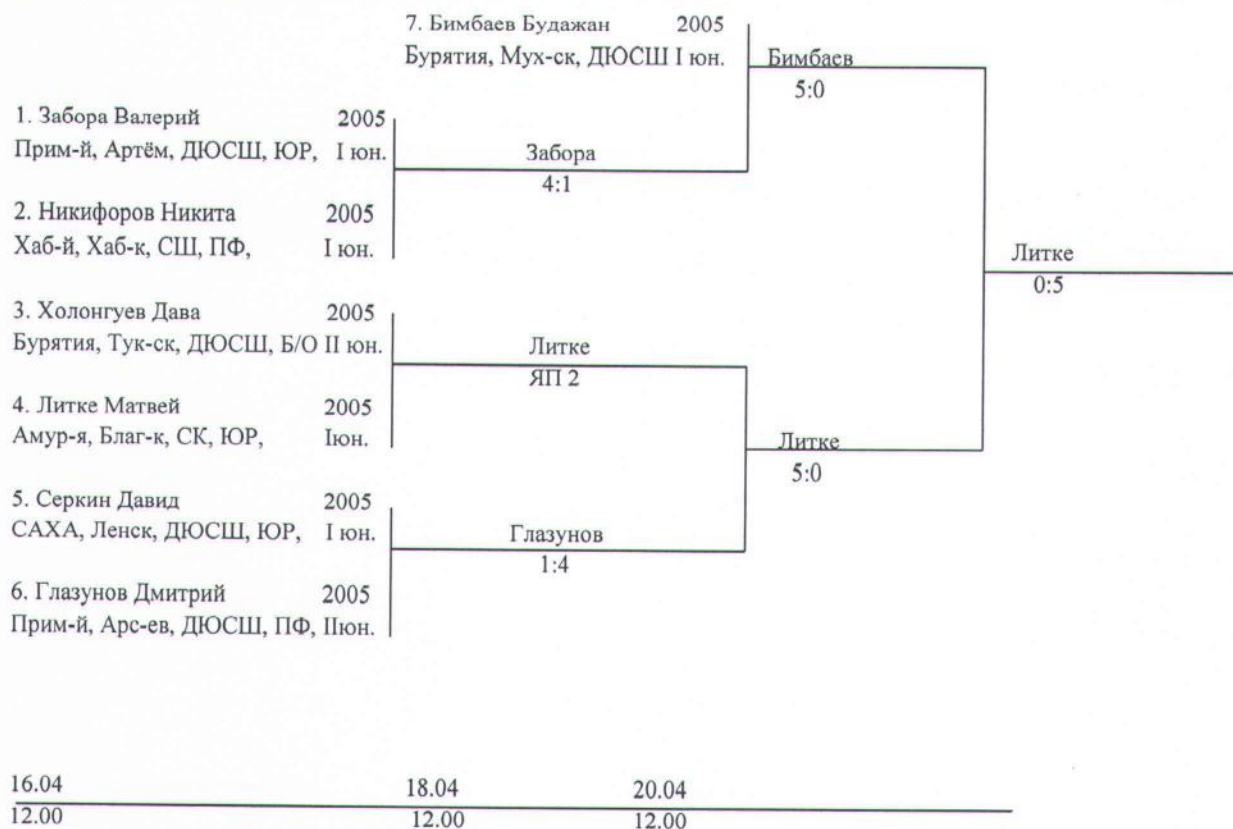 7. Бимбаев Будажан 2005
Бурятия, Мух-ск, ДЮСШ I юн.
Бимбаев
5:0
1. Забора Валерий 2005
Прим-й, Артём, ДЮСШ, ЮР, I юн.
Забора
4:1
2. Никифоров Никита 2005
Хаб-й, Хаб-к, СШ, ПФ, I юн.
Литке
0:5
3. Холонгуев Дава 2005
Бурятия, Тук-ск, ДЮСШ, Б/О II юн.
Литке
ЯП 2
4. Литке Матвей 2005
Амур-я, Благ-к, СК, ЮР, Iюн.
Литке
5:0
5. Серкин Давид 2005
САХА, Ленск, ДЮСШ, ЮР, I юн.
Глазунов
1:4
6. Глазунов Дмитрий 2005
Прим-й, Арс-ев, ДЮСШ, ПФ, IIюн.
16.04 18.04 20.04
12.00 12.00 12.00